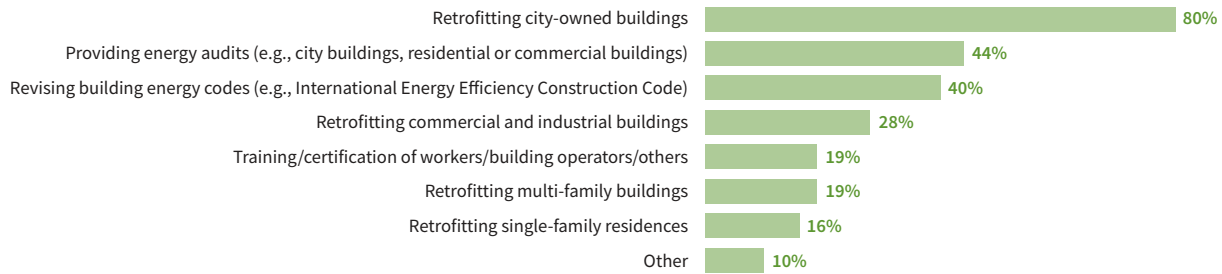 Retrofitting city-owned buildings 80%
Providing energy audits (e.g., city buildings, residential or commercial buildings) 44%
Revising building energy codes (e.g., International Energy Efficiency Construction Code) 40%
Retrofitting commercial and industrial buildings 28%
Training/certification of workers/building operators/others 19%
Retrofitting multi-family buildings 19%
Retrofitting single-family residences 16%
Other 10%